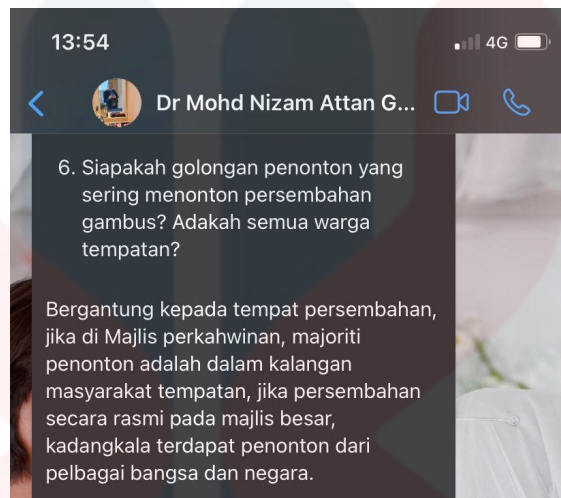 13:54
4G
Dr Mohd Nizam Attan G...
6. Siapakah golongan penonton yang
sering menonton persembahan
gambus? Adakah semua warga
tempatan?
Bergantung kepada tempat persembahan,
jika di Majlis perkahwinan, majoriti
penonton adalah dalam kalangan
masyarakat tempatan, jika persembahan
secara rasmi pada majlis besar,
kadangkala terdapat penonton dari
pelbagai bangsa dan negara.